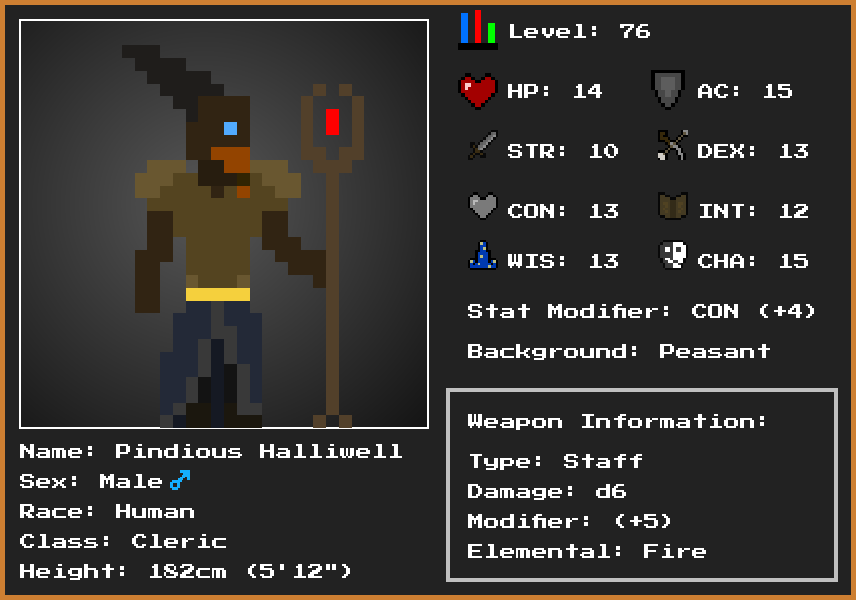 Level: 76
HP: 14
AC: 15
STR: 10
DEX: 13
CON: 13
INT: 12
WIS: 13
CHA: 15
Stat Modifier: CON (+4)
Background: Peasant
Weapon Information:
Type: Staff
Damage: d6
Modifier: (+5)
Elemental: Fire
Name: Pindious Halliwell
Sex: Male ♂
Race: Human
Class: Cleric
Height: 182cm (5'12")